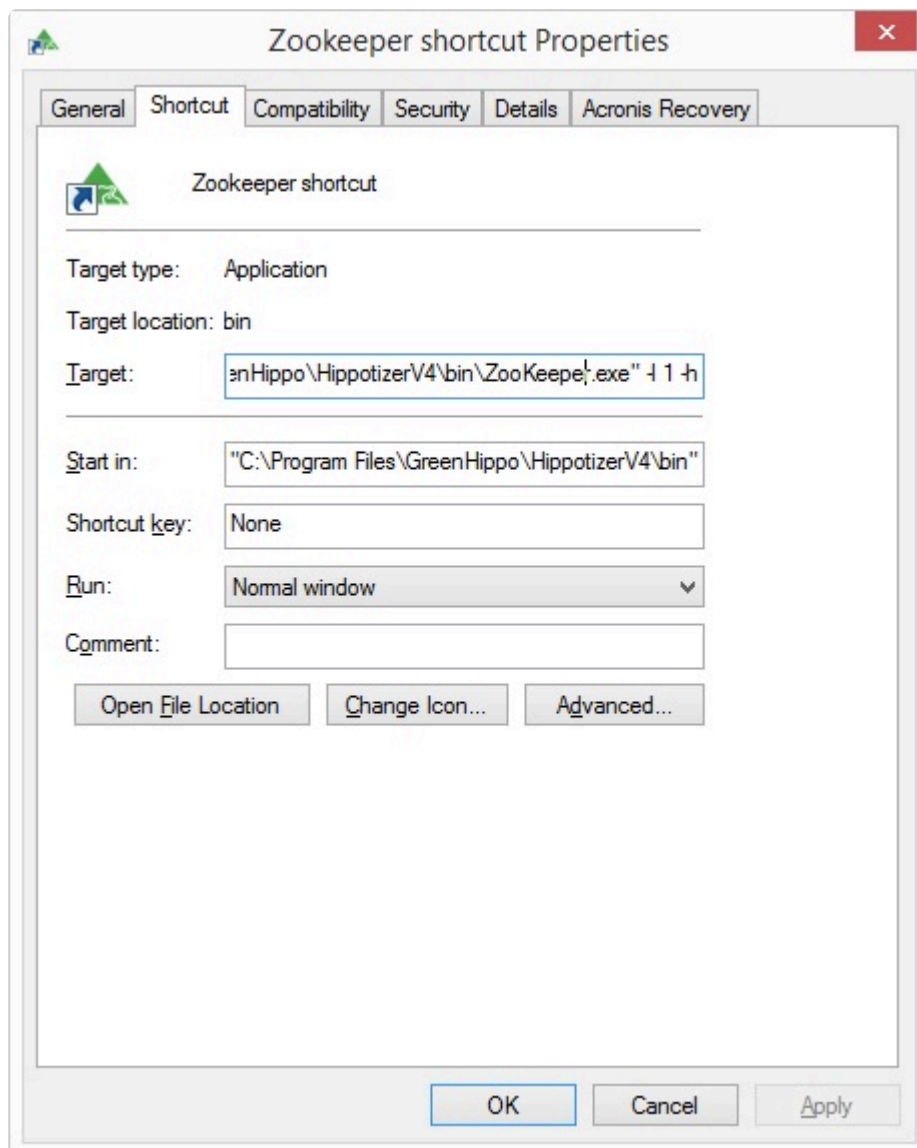 Zookeeper shortcut Properties
General Shortcut Compatibility Security Details Acronis Recovery
Zookeeper shortcut
Target type: Application
Target location: bin
Target: enHippo\HippotizerV4\bin\ZooKeeper.exe" -l 1 -h
Start in: "C:\Program Files\GreenHippo\HippotizerV4\bin"
Shortcut key: None
Run: Normal window
Comment:
Open File Location Change Icon... Advanced...
OK Cancel Apply